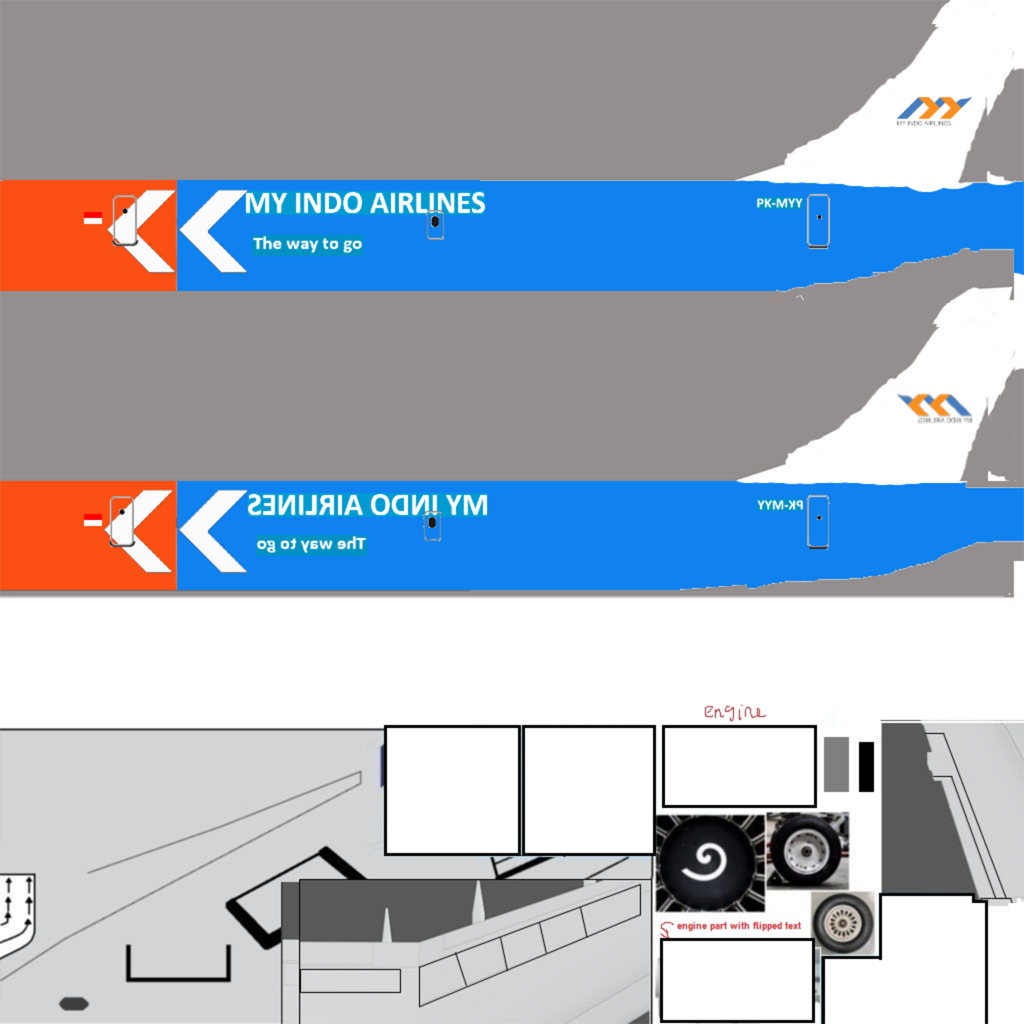 MY
MY INDO AIRLINES
MY INDO AIRLINES
The way to go
PK-MYY
MY INDO AIRLINES
MY INDO AIRLINES
The way to go
PK-MYY
engine
engine part with flipped text